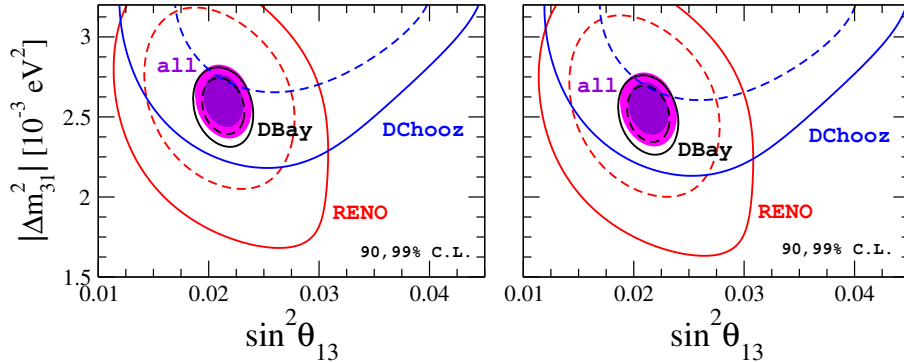 |Δm²₃₁| [10⁻³ eV²]
3
2.5
2
1.5
all
DBay
DChooz
RENO
90,99% C.L.
0.01
0.02
0.03
0.04
sin²θ₁₃
all
DBay
DChooz
RENO
90,99% C.L.
0.01
0.02
0.03
0.04
sin²θ₁₃